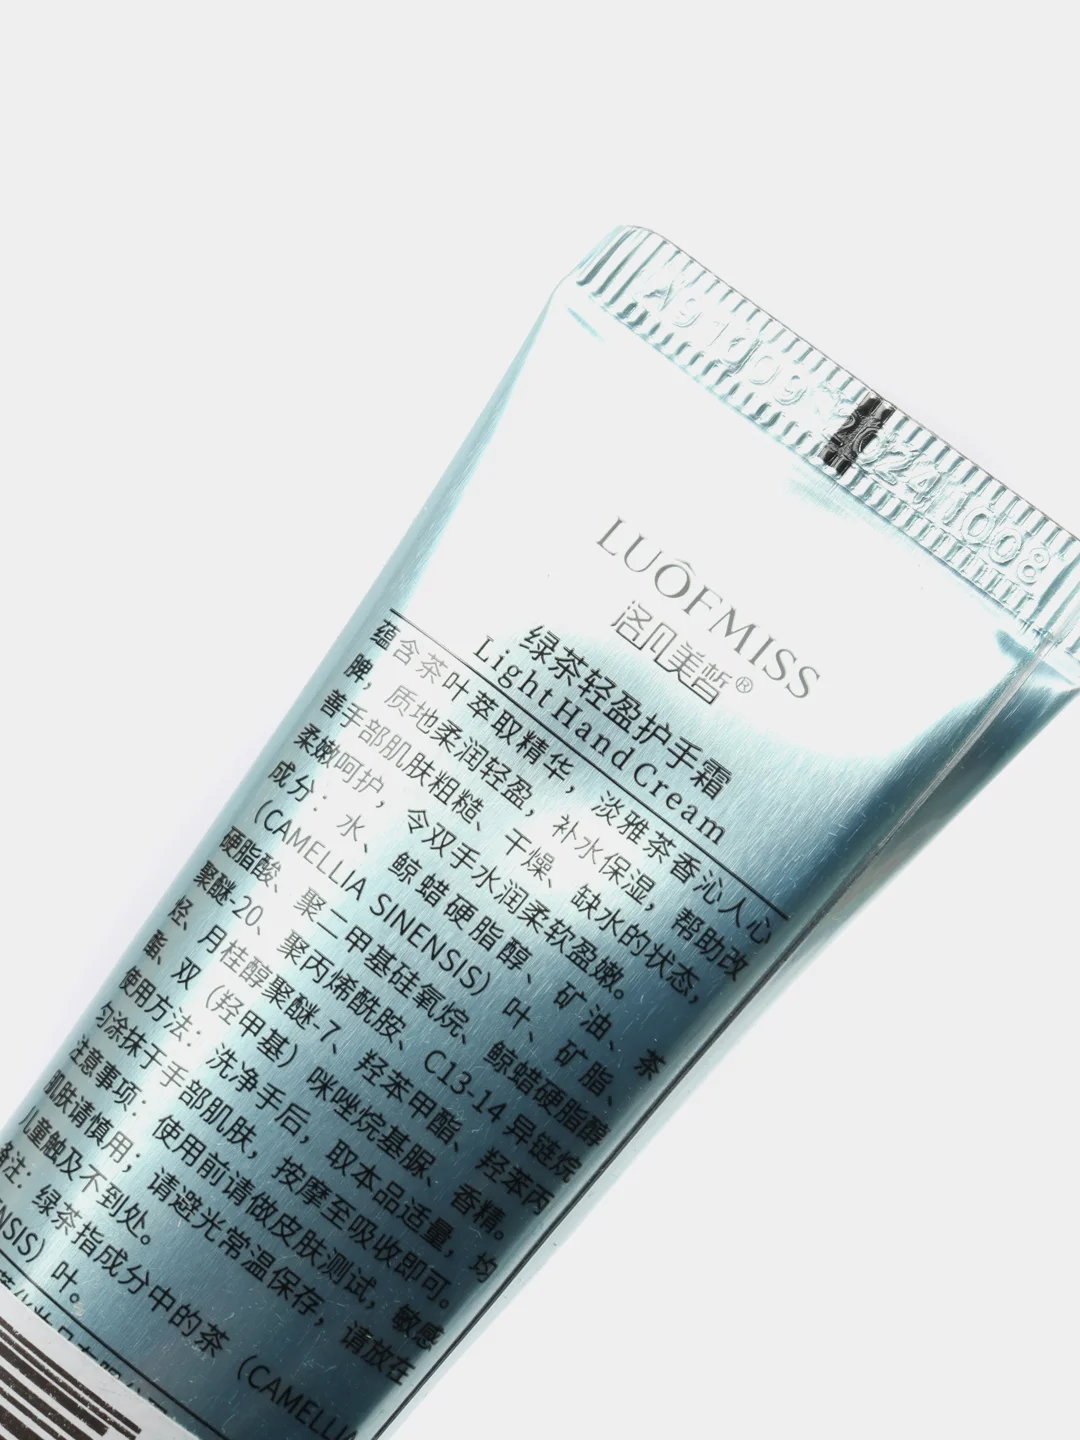 20241008
LUOFMISS
洛贝美皙®
绿茶轻盈护手霜
Light Hand Cream
蕴含茶叶萃取精华，淡雅茶香沁人心
脾，质地柔润轻盈，补水保湿，帮助改
善手部肌肤粗糙、干燥、缺水的状态，
柔嫩呵护，令双手水润柔软盈嫩。
成分：水、鲸蜡硬脂醇、矿油、茶
（CAMELLIA SINENSIS）叶、矿脂、
硬脂酸、聚二甲基硅氧烷、鲸蜡硬脂醇
聚醚-20、聚丙烯酰胺、C13-14 异链烷
烃、月桂醇聚醚-7、羟苯甲酯、羟苯丙
酯、双（羟甲基）咪唑烷基脲、香精。
使用方法：洗净手后，取本品适量，均
匀涂抹于手部肌肤，按摩至吸收即可。
注意事项：使用前请做皮肤测试，敏感
肌肤请慎用；请避光常温保存，请放在
儿童触及不到处。
备注：绿茶指成分中的茶（CAMELLIA
NSIS）叶。